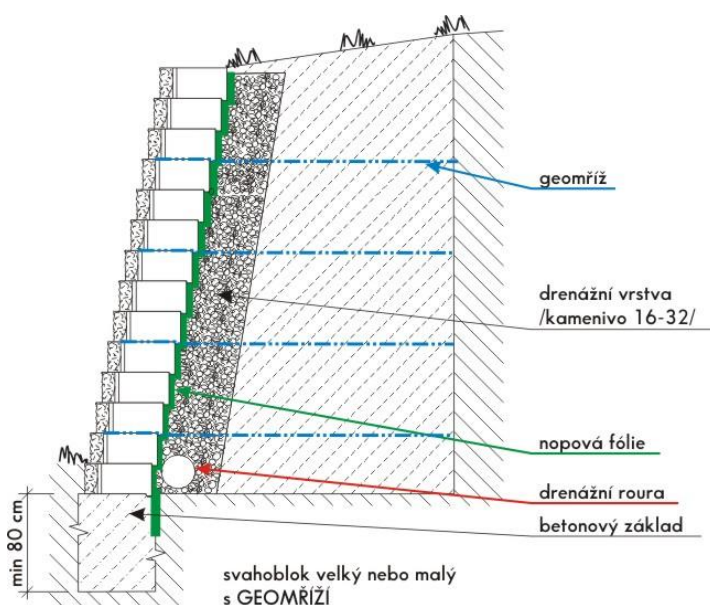 geomříž
drenážní vrstva
/kamenivo 16-32/
nopová fólie
drenážní roura
betonový základ
min 80 cm
svahoblok velký nebo malý
s GEOMŘÍŽÍ